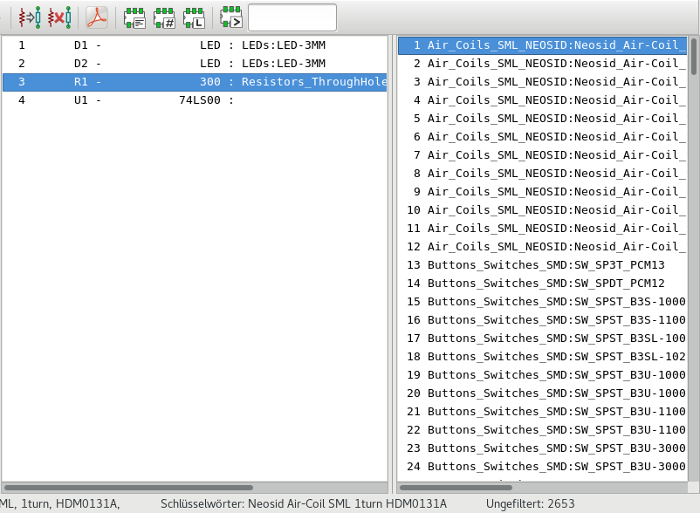 1 D1 - LED : LEDs:LED-3MM
2 D2 - LED : LEDs:LED-3MM
3 R1 - 300 : Resistors_ThroughHole
4 U1 - 74LS00 :
1 Air_Coils_SML_NEOSID:Neosid_Air-Coil_
2 Air_Coils_SML_NEOSID:Neosid_Air-Coil_
3 Air_Coils_SML_NEOSID:Neosid_Air-Coil_
4 Air_Coils_SML_NEOSID:Neosid_Air-Coil_
5 Air_Coils_SML_NEOSID:Neosid_Air-Coil_
6 Air_Coils_SML_NEOSID:Neosid_Air-Coil_
7 Air_Coils_SML_NEOSID:Neosid_Air-Coil_
8 Air_Coils_SML_NEOSID:Neosid_Air-Coil_
9 Air_Coils_SML_NEOSID:Neosid_Air-Coil_
10 Air_Coils_SML_NEOSID:Neosid_Air-Coil_
11 Air_Coils_SML_NEOSID:Neosid_Air-Coil_
12 Air_Coils_SML_NEOSID:Neosid_Air-Coil_
13 Buttons_Switches_SMD:SW_SP3T_PCM13
14 Buttons_Switches_SMD:SW_SPDT_PCM12
15 Buttons_Switches_SMD:SW_SPST_B3S-1000
16 Buttons_Switches_SMD:SW_SPST_B3S-1100
17 Buttons_Switches_SMD:SW_SPST_B3SL-100
18 Buttons_Switches_SMD:SW_SPST_B3SL-102
19 Buttons_Switches_SMD:SW_SPST_B3U-1000
20 Buttons_Switches_SMD:SW_SPST_B3U-1000
21 Buttons_Switches_SMD:SW_SPST_B3U-1100
22 Buttons_Switches_SMD:SW_SPST_B3U-1100
23 Buttons_Switches_SMD:SW_SPST_B3U-3000
24 Buttons_Switches_SMD:SW_SPST_B3U-3000
ML, 1turn, HDM0131A, Schlüsselwörter: Neosid Air-Coil SML 1turn HDM0131A Ungefiltert: 2653